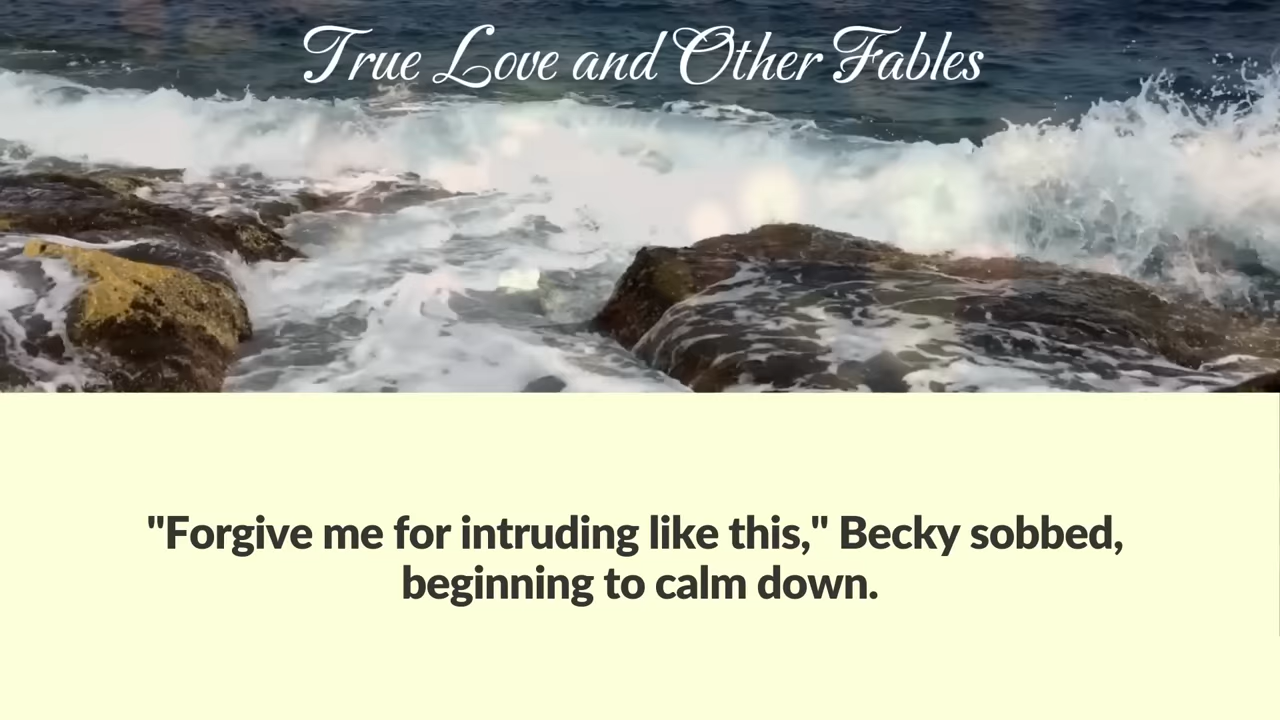 True Love and Other Fables
"Forgive me for intruding like this," Becky sobbed,
beginning to calm down.